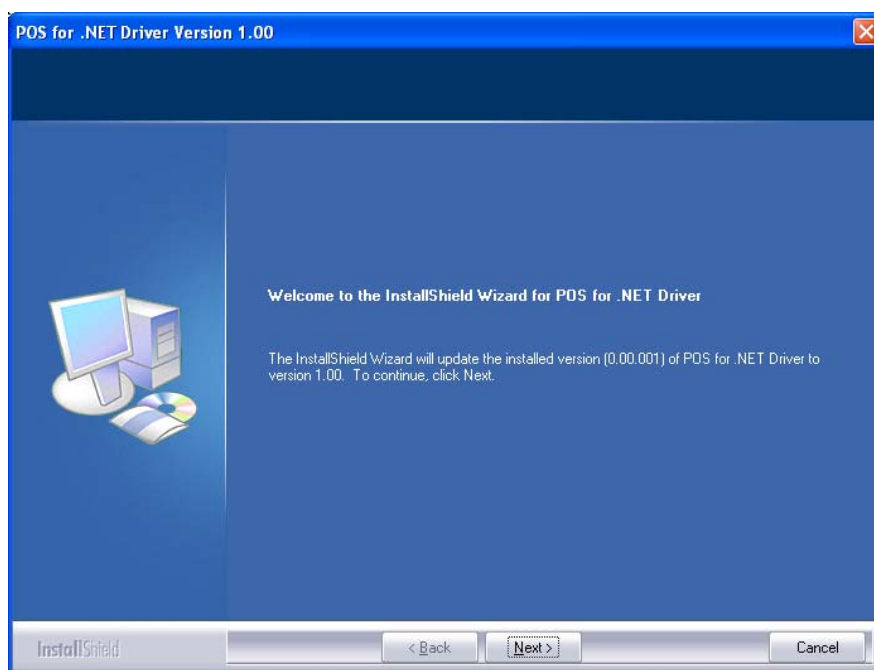 POS for .NET Driver Version 1.00
Welcome to the InstallShield Wizard for POS for .NET Driver
The InstallShield Wizard will update the installed version (0.00.001) of POS for .NET Driver to
version 1.00. To continue, click Next.
InstallShield
< Back
Next >
Cancel